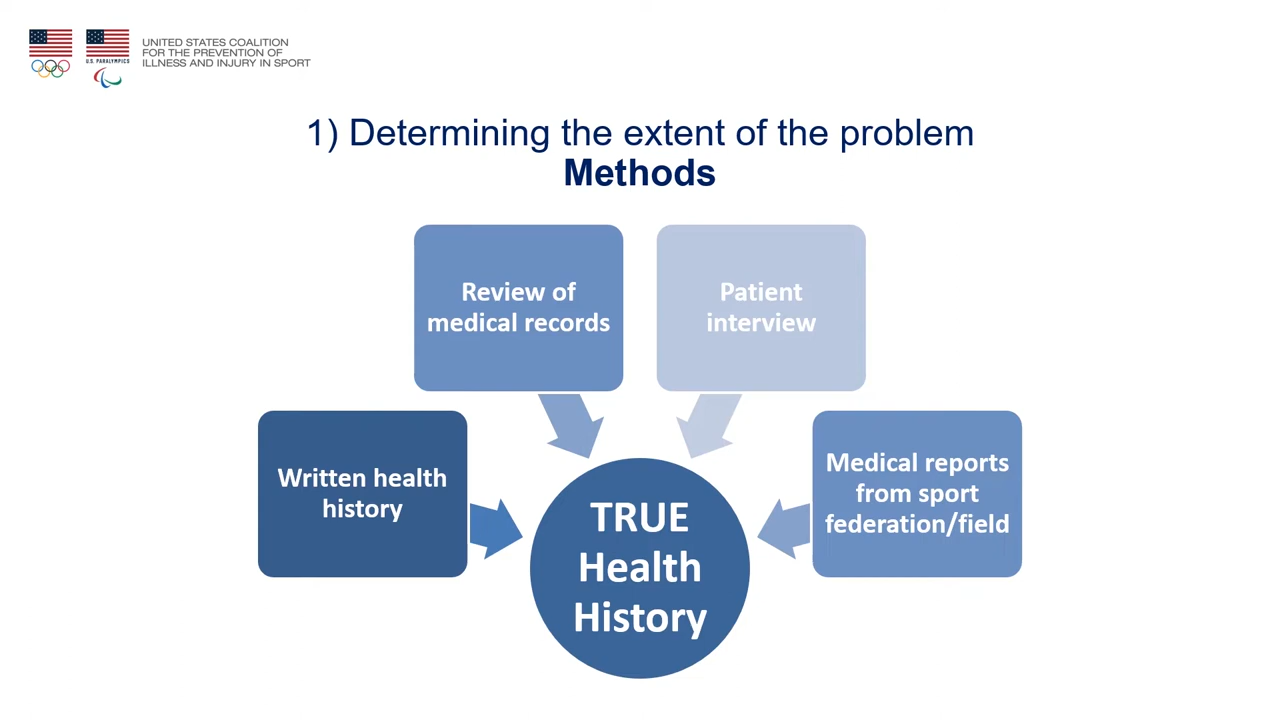 UNITED STATES COALITION
FOR THE PREVENTION OF
ILLNESS AND INJURY IN SPORT
U.S. PARALYMPICS
1) Determining the extent of the problem
Methods
Written health
history
Review of
medical records
Patient
interview
Medical reports
from sport
federation/field
TRUE
Health
History